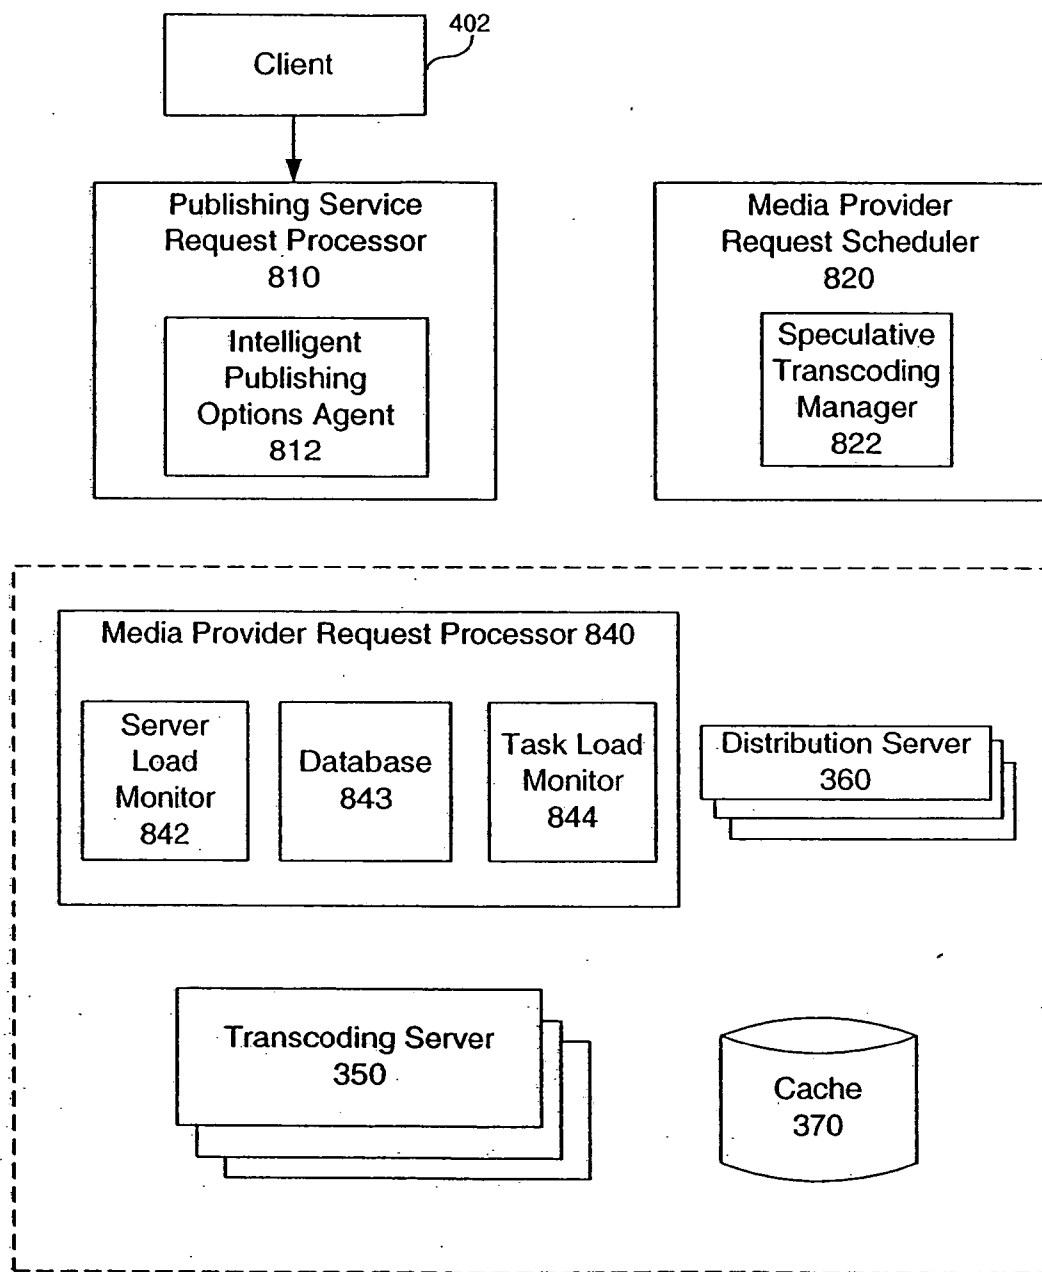 402
Client
Publishing Service
Request Processor
810
Intelligent
Publishing
Options Agent
812
Media Provider
Request Scheduler
820
Speculative
Transcoding
Manager
822
Media Provider Request Processor 840
Server
Load
Monitor
842
Database
843
Task Load
Monitor
844
Distribution Server
360
Transcoding Server
350
Cache
370